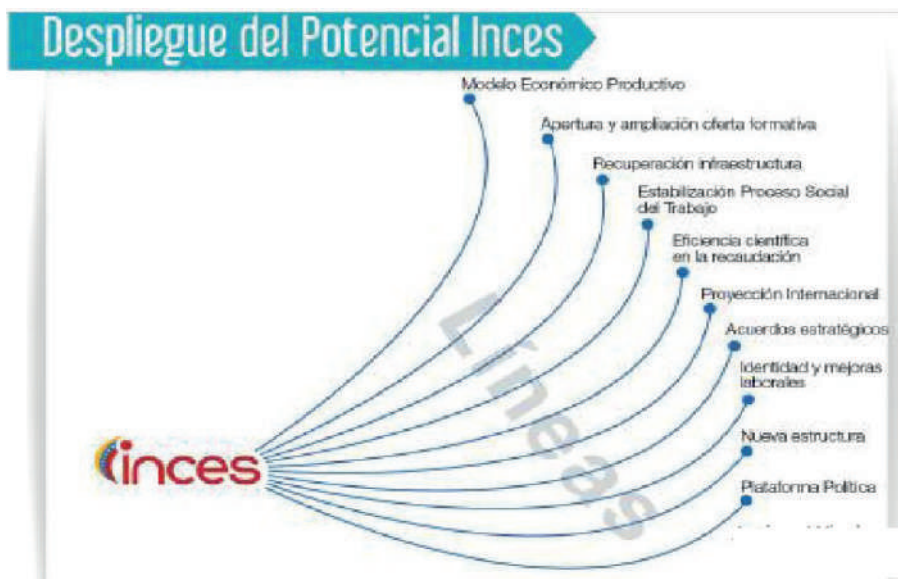 Despliegue del Potencial Inces
Modelo Económico Productivo
Apertura y ampliación oferta formativa
Recuperación infraestructura
Estabilización Proceso Social
del Trabajo
Eficiencia científica
en la recaudación
Proyección Internacional
Acuerdos estratégicos
Identidad y mejoras
laborales
Nueva estructura
Plataforma Política
Líneas
inces